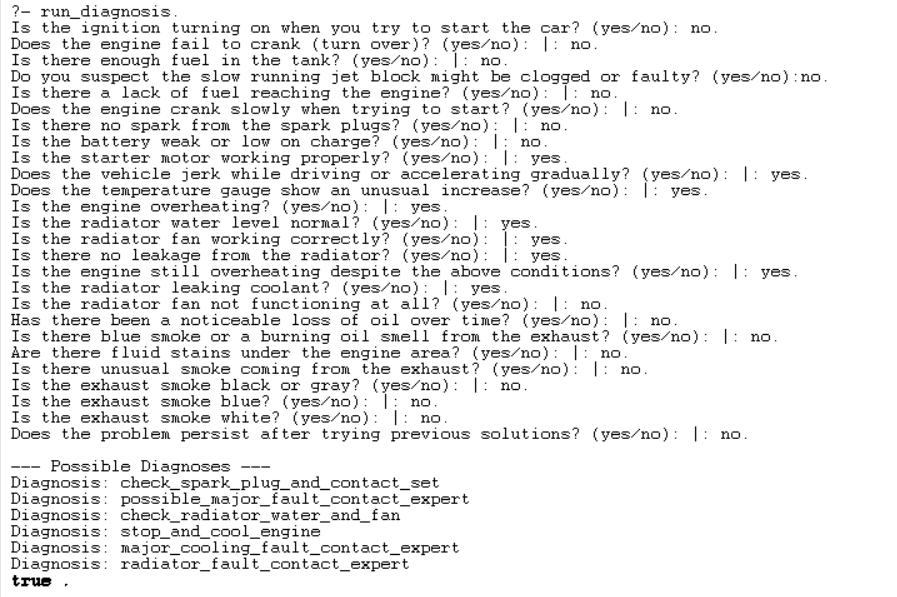 ?- run_diagnosis.
Is the ignition turning on when you try to start the car? (yes/no): no.
Does the engine fail to crank (turn over)? (yes/no): |: no.
Is there enough fuel in the tank? (yes/no): |: no.
Do you suspect the slow running jet block might be clogged or faulty? (yes/no):no.
Is there a lack of fuel reaching the engine? (yes/no): |: no.
Does the engine crank slowly when trying to start? (yes/no): |: no.
Is there no spark from the spark plugs? (yes/no): |: no.
Is the battery weak or low on charge? (yes/no): |: no.
Is the starter motor working properly? (yes/no): |: yes.
Does the vehicle jerk while driving or accelerating gradually? (yes/no): |: yes.
Does the temperature gauge show an unusual increase? (yes/no): |: yes.
Is the engine overheating? (yes/no): |: yes.
Is the radiator water level normal? (yes/no): |: yes.
Is the radiator fan working correctly? (yes/no): |: yes.
Is there no leakage from the radiator? (yes/no): |: yes.
Is the engine still overheating despite the above conditions? (yes/no): |: yes.
Is the radiator leaking coolant? (yes/no): |: yes.
Is the radiator fan not functioning at all? (yes/no): |: no.
Has there been a noticeable loss of oil over time? (yes/no): |: no.
Is there blue smoke or a burning oil smell from the exhaust? (yes/no): |: no.
Are there fluid stains under the engine area? (yes/no): |: no.
Is there unusual smoke coming from the exhaust? (yes/no): |: no.
Is the exhaust smoke black or gray? (yes/no): |: no.
Is the exhaust smoke blue? (yes/no): |: no.
Is the exhaust smoke white? (yes/no): |: no.
Does the problem persist after trying previous solutions? (yes/no): |: no.
--- Possible Diagnoses ---
Diagnosis: check_spark_plug_and_contact_set
Diagnosis: possible_major_fault_contact_expert
Diagnosis: check_radiator_water_and_fan
Diagnosis: stop_and_cool_engine
Diagnosis: major_cooling_fault_contact_expert
Diagnosis: radiator_fault_contact_expert
true .